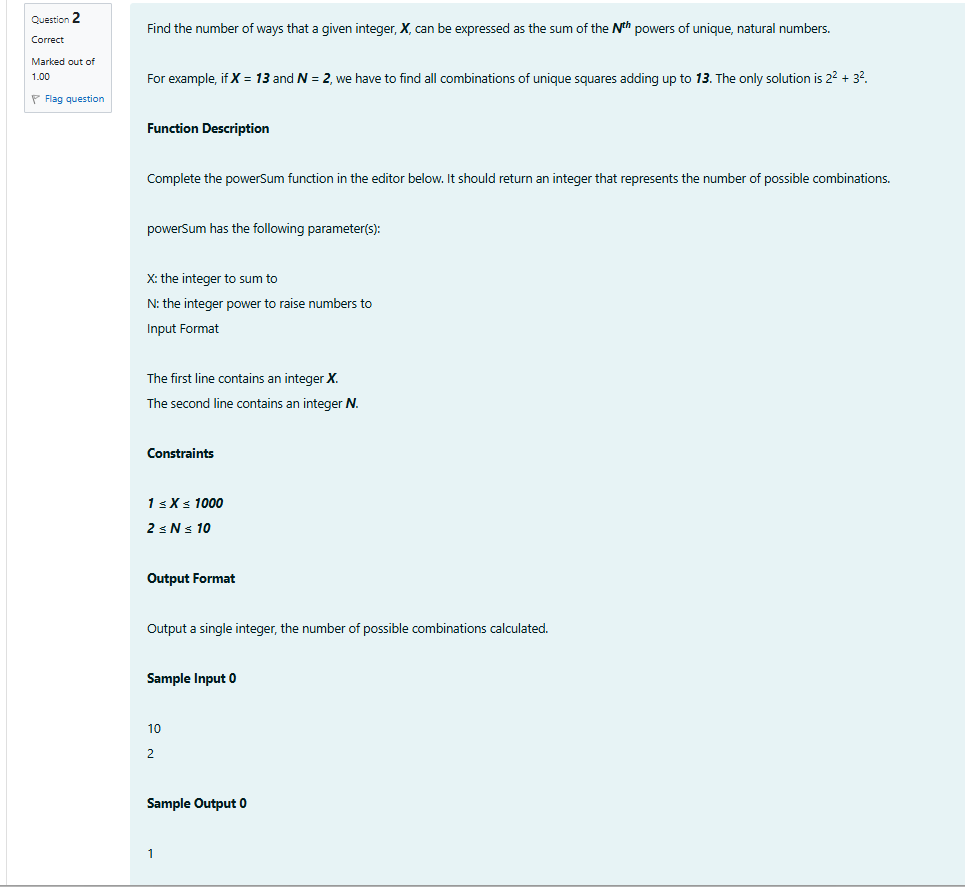 Question 2
Correct
Marked out of
1.00
Flag question
Find the number of ways that a given integer, X, can be expressed as the sum of the Nth powers of unique, natural numbers.
For example, if X = 13 and N = 2, we have to find all combinations of unique squares adding up to 13. The only solution is 2² + 3².
Function Description
Complete the powerSum function in the editor below. It should return an integer that represents the number of possible combinations.
powerSum has the following parameter(s):
X: the integer to sum to
N: the integer power to raise numbers to
Input Format
The first line contains an integer X.
The second line contains an integer N.
Constraints
1 ≤ X ≤ 1000
2 ≤ N ≤ 10
Output Format
Output a single integer, the number of possible combinations calculated.
Sample Input 0
10
2
Sample Output 0
1